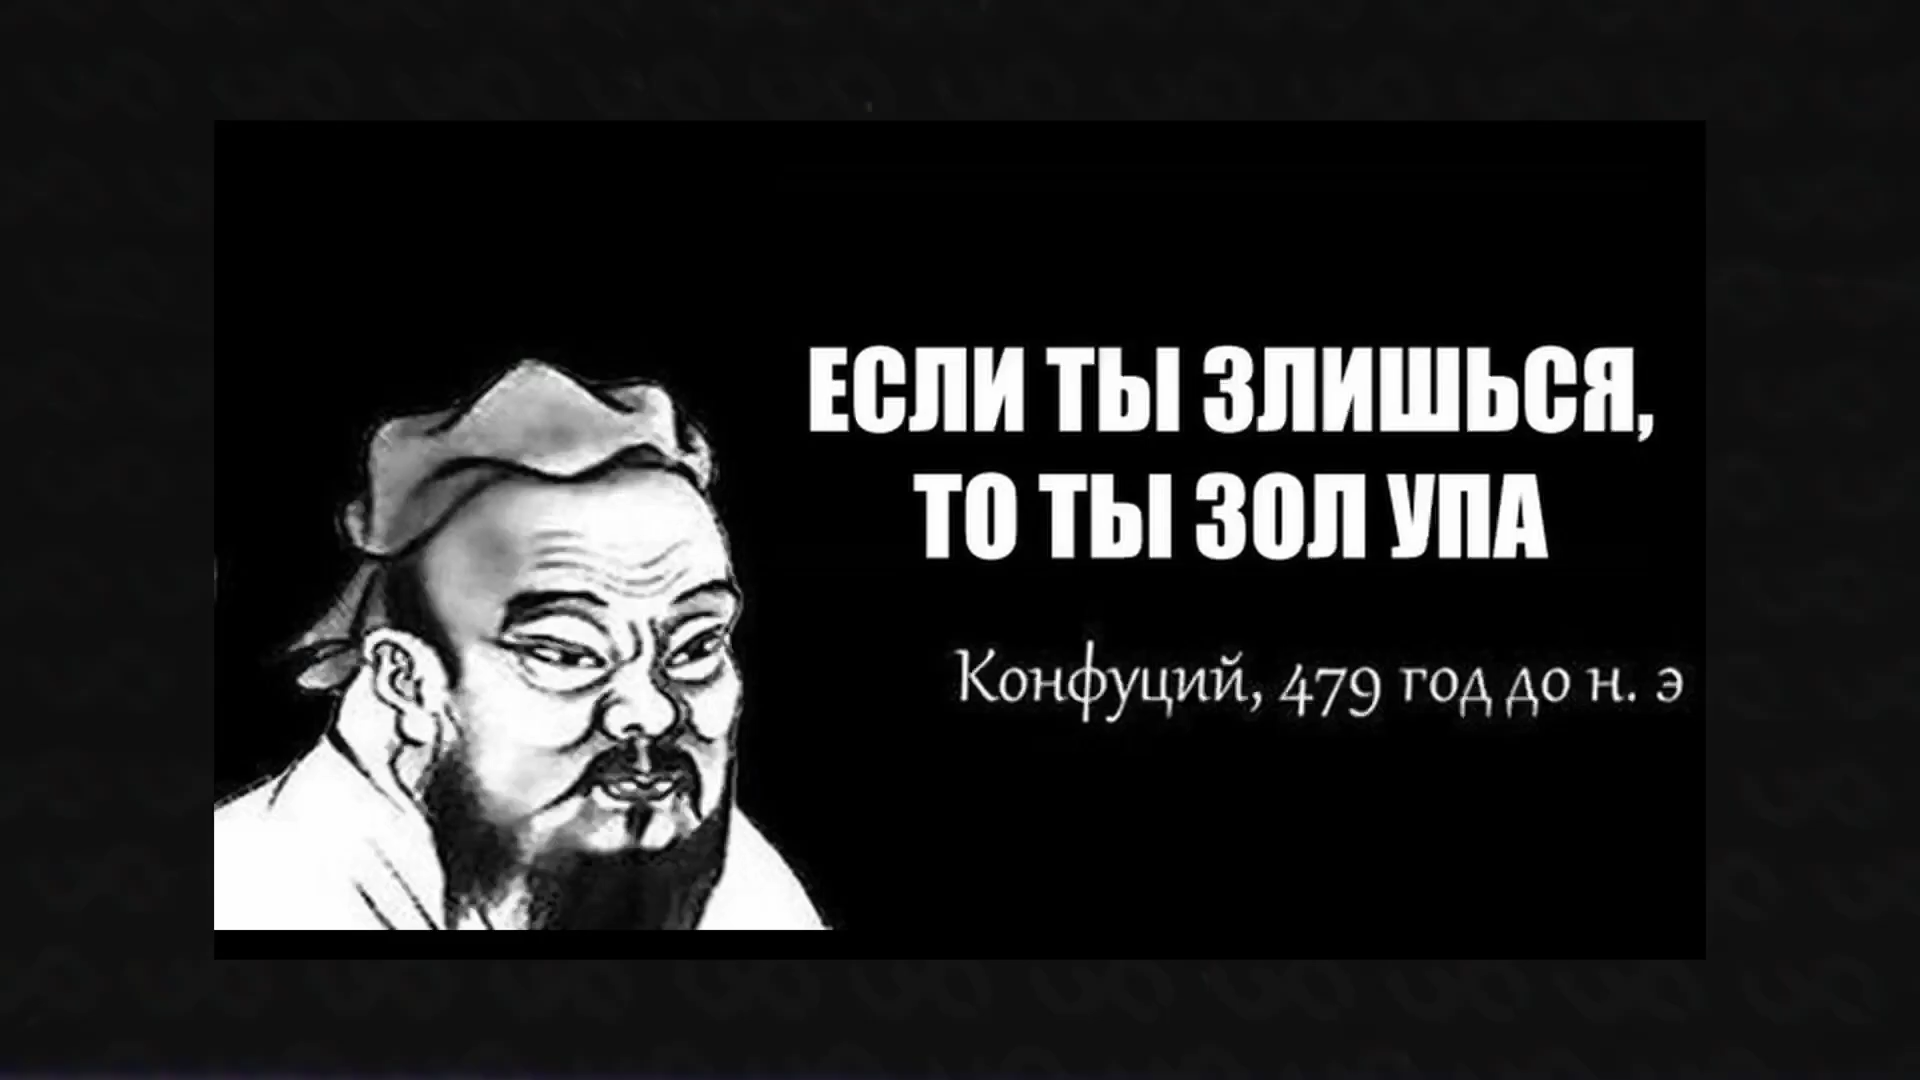 ЕСЛИ ТЫ ЗЛИШЬСЯ,
ТО ТЫ ЗОЛ УПА
Конфуций, 479 год до н. э